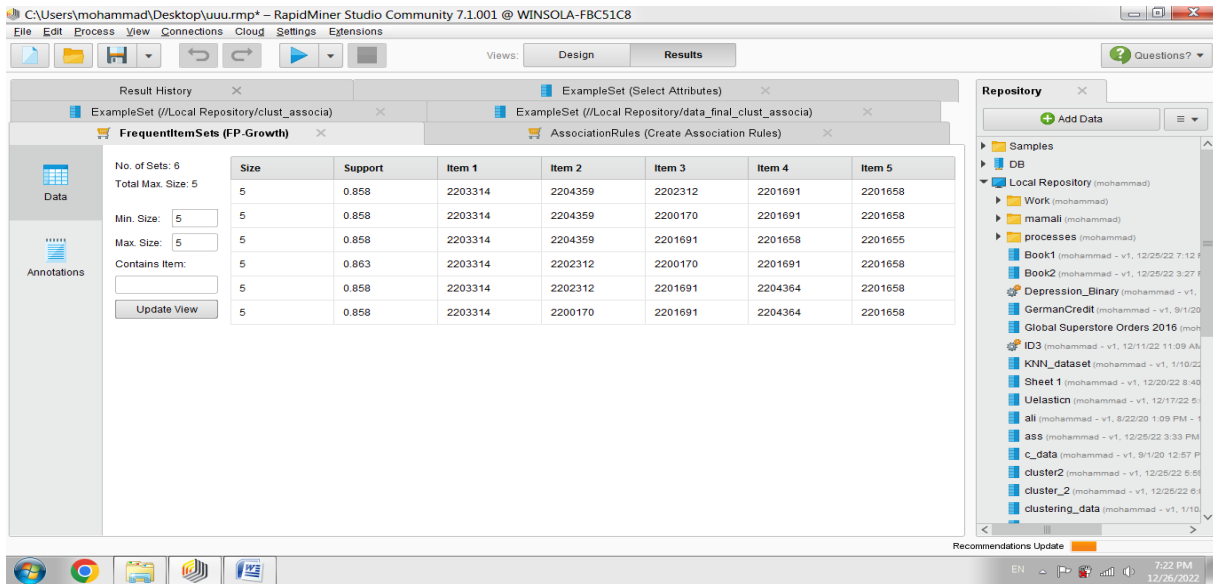 C:\Users\mohammad\Desktop\uuu.rmp* – RapidMiner Studio Community 7.1.001 @ WINSOLA-FBC51C8
File Edit Process View Connections Cloud Settings Extensions
Views: Design Results Questions?
Result History ExampleSet (Select Attributes)
ExampleSet (//Local Repository/clust_associa) ExampleSet (//Local Repository/data_final_clust_associa)
FrequentItemSets (FP-Growth) AssociationRules (Create Association Rules)
Data
Annotations
No. of Sets: 6
Total Max. Size: 5
Min. Size: 5
Max. Size: 5
Contains Item:
Update View
Size Support Item 1 Item 2 Item 3 Item 4 Item 5
5 0.858 2203314 2204359 2202312 2201691 2201658
5 0.858 2203314 2204359 2200170 2201691 2201658
5 0.858 2203314 2204359 2201691 2201658 2201655
5 0.863 2203314 2202312 2200170 2201691 2201658
5 0.858 2203314 2202312 2201691 2204364 2201658
5 0.858 2203314 2200170 2201691 2204364 2201658
Repository
Add Data
Samples
DB
Local Repository (mohammad)
Work (mohammad)
mamali (mohammad)
processes (mohammad)
Book1 (mohammad - v1, 12/25/22 7:12
Book2 (mohammad - v1, 12/25/22 3:27
Depression_Binary (mohammad - v1,
GermanCredit (mohammad - v1, 9/1/20
Global Superstore Orders 2016 (moh
ID3 (mohammad - v1, 12/11/22 11:09 AM
KNN_dataset (mohammad - v1, 1/10/22
Sheet 1 (mohammad - v1, 12/20/22 8:40
Uelasticn (mohammad - v1, 12/17/22 5:
ali (mohammad - v1, 8/22/20 1:09 PM - 1
ass (mohammad - v1, 12/25/22 3:33 PM
c_data (mohammad - v1, 9/1/20 12:57 P
cluster2 (mohammad - v1, 12/25/22 5:5
cluster_2 (mohammad - v1, 12/25/22 6:
clustering_data (mohammad - v1, 1/10
Recommendations Update
EN
7:22 PM
12/26/2022